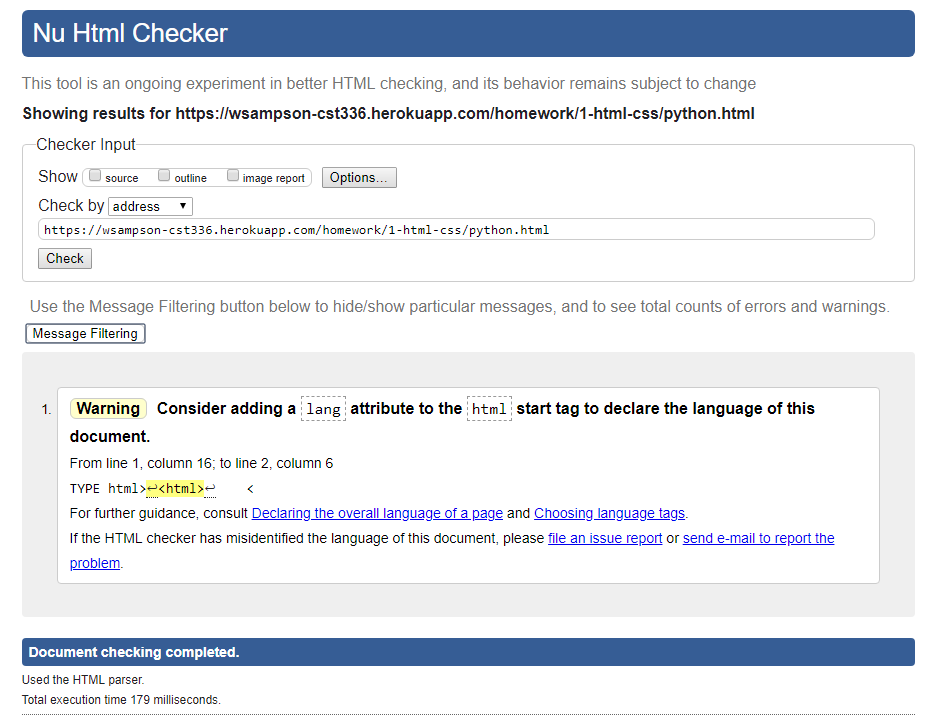 Nu Html Checker
This tool is an ongoing experiment in better HTML checking, and its behavior remains subject to change
Showing results for https://wsampson-cst336.herokuapp.com/homework/1-html-css/python.html
Checker Input
Show source outline image report Options...
Check by address
https://wsampson-cst336.herokuapp.com/homework/1-html-css/python.html
Check
Use the Message Filtering button below to hide/show particular messages, and to see total counts of errors and warnings.
Message Filtering
1. Warning Consider adding a lang attribute to the html start tag to declare the language of this
document.
From line 1, column 16; to line 2, column 6
TYPE html>↩<html>↩ <
For further guidance, consult Declaring the overall language of a page and Choosing language tags.
If the HTML checker has misidentified the language of this document, please file an issue report or send e-mail to report the
problem.
Document checking completed.
Used the HTML parser.
Total execution time 179 milliseconds.